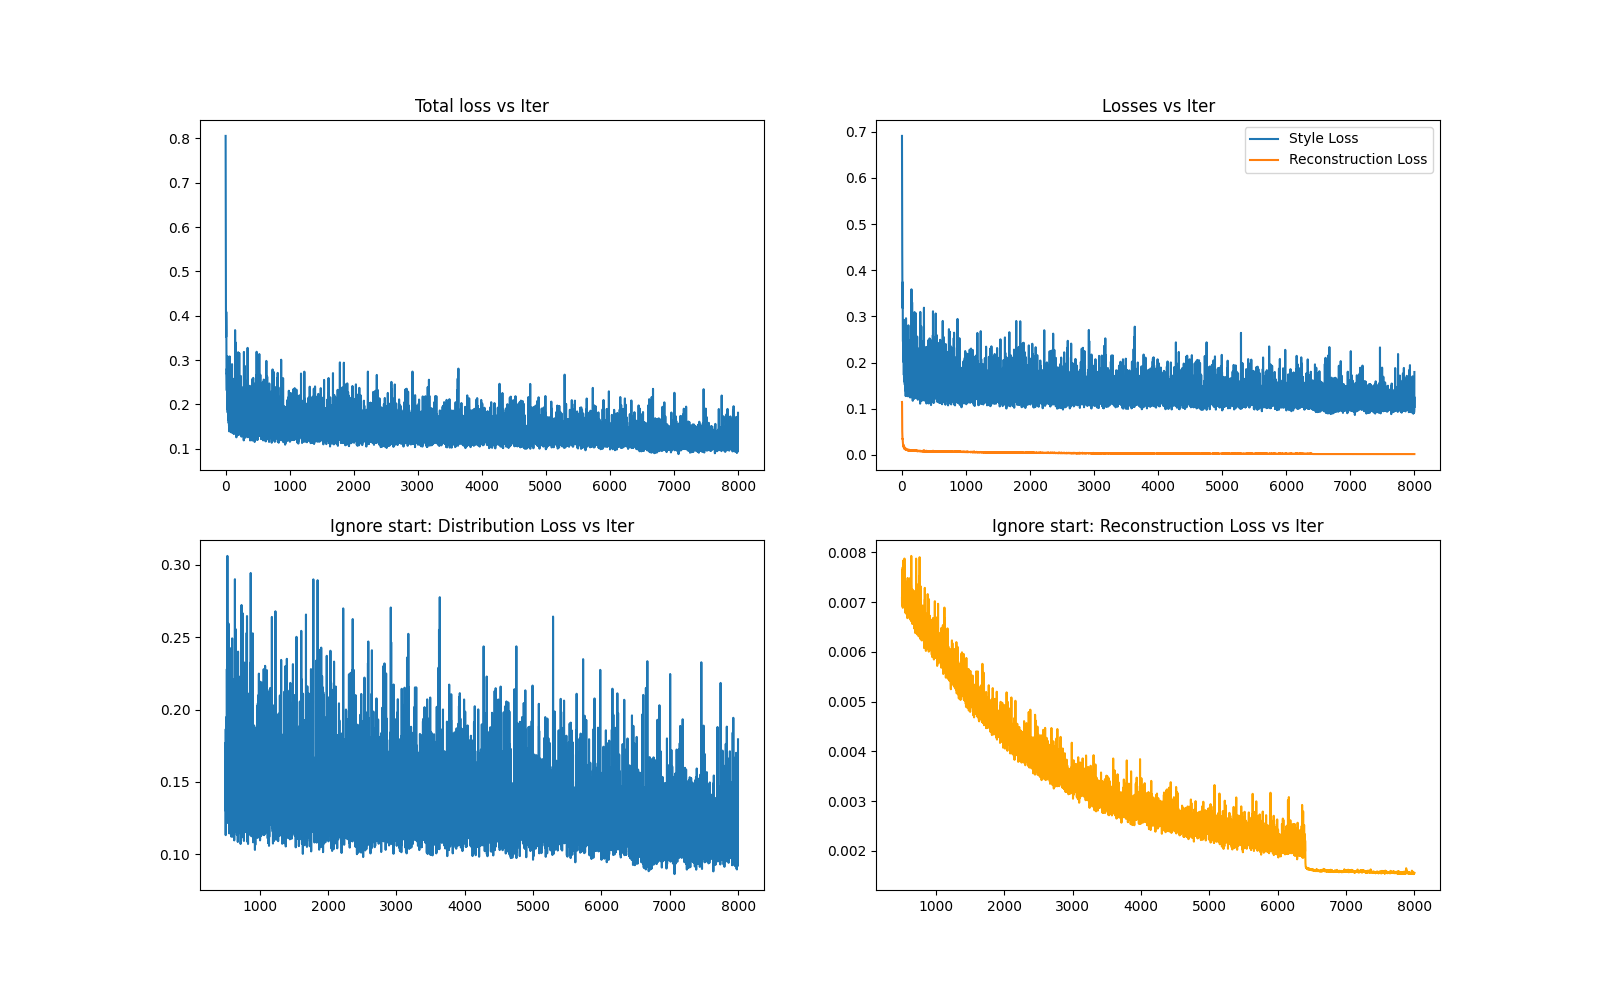 Total loss vs Iter
0.8
0.7
0.6
0.5
0.4
0.3
0.2
0.1
0 1000 2000 3000 4000 5000 6000 7000 8000
Losses vs Iter
Style Loss
Reconstruction Loss
0.7
0.6
0.5
0.4
0.3
0.2
0.1
0.0
0 1000 2000 3000 4000 5000 6000 7000 8000
Ignore start: Distribution Loss vs Iter
0.30
0.25
0.20
0.15
0.10
1000 2000 3000 4000 5000 6000 7000 8000
Ignore start: Reconstruction Loss vs Iter
0.008
0.007
0.006
0.005
0.004
0.003
0.002
1000 2000 3000 4000 5000 6000 7000 8000